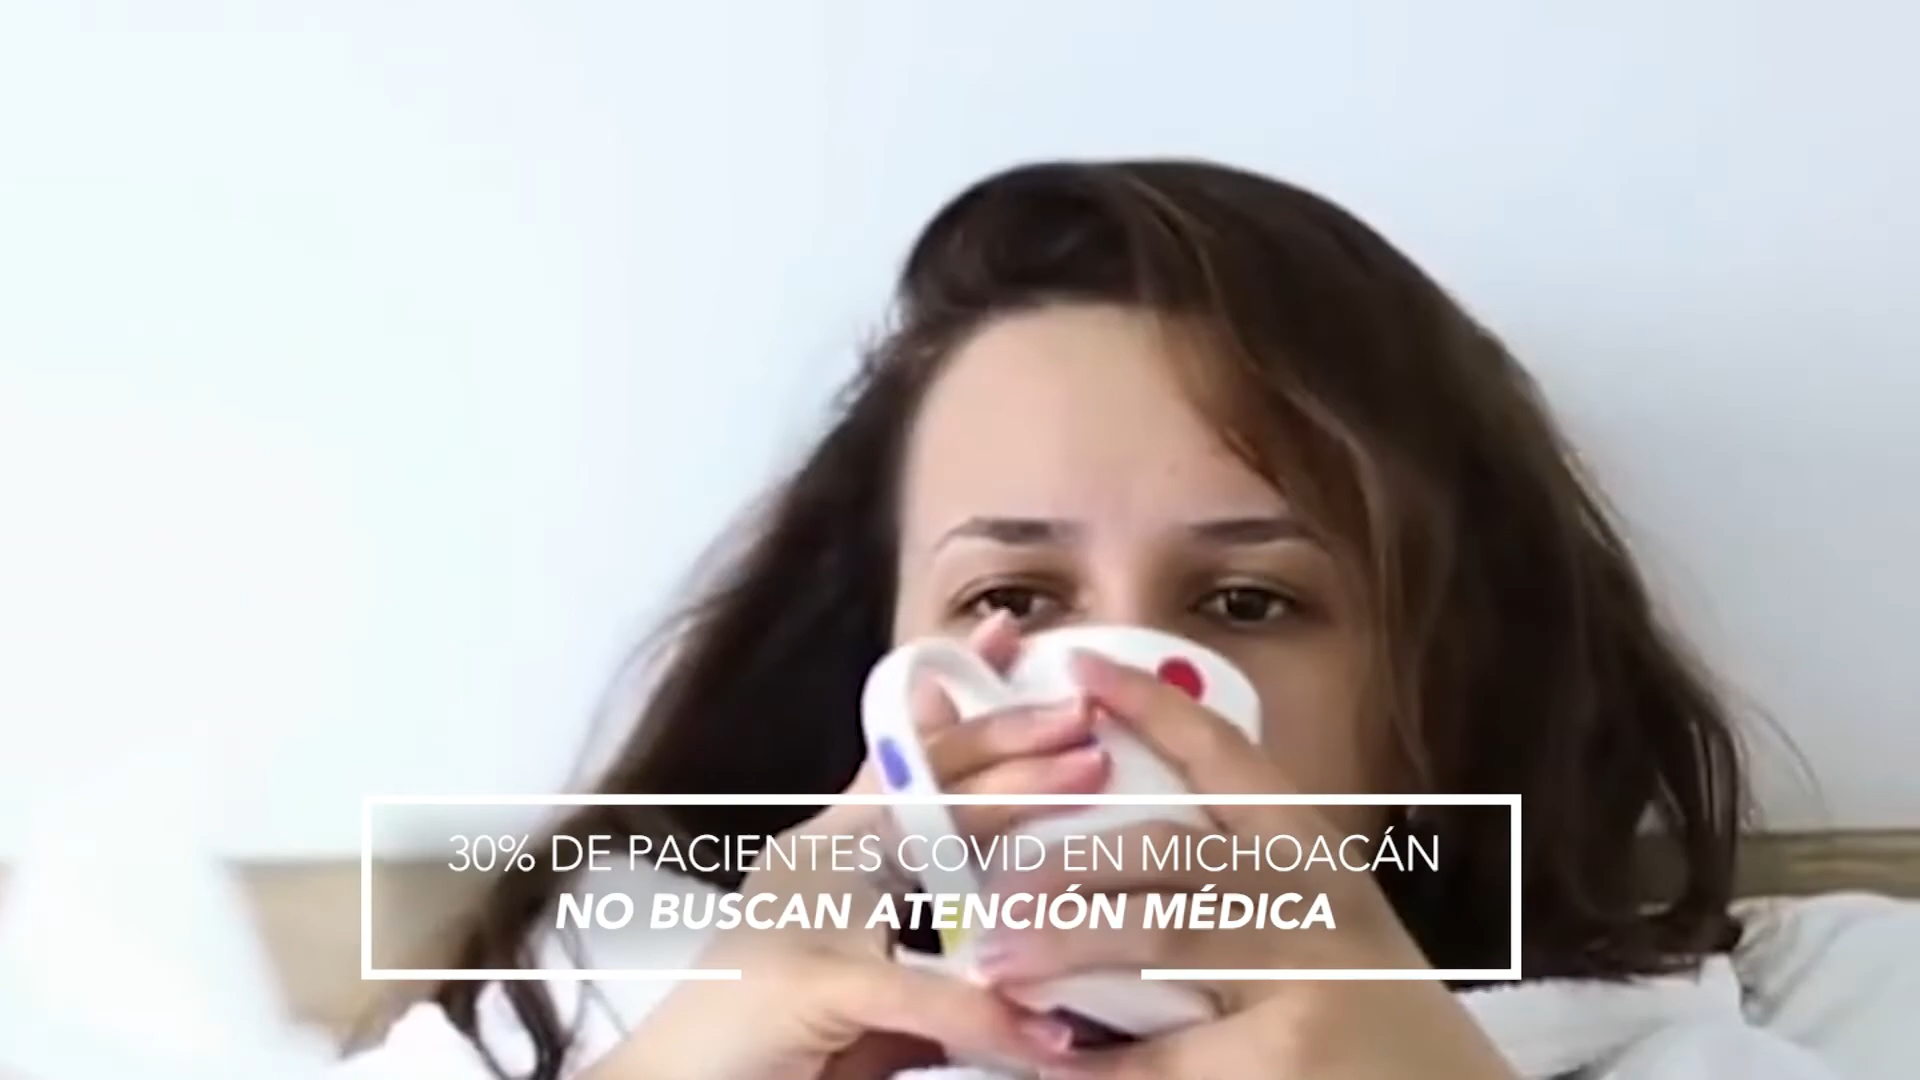 30% DE PACIENTES COVID EN MICHOACÁN
NO BUSCAN ATENCIÓN MÉDICA